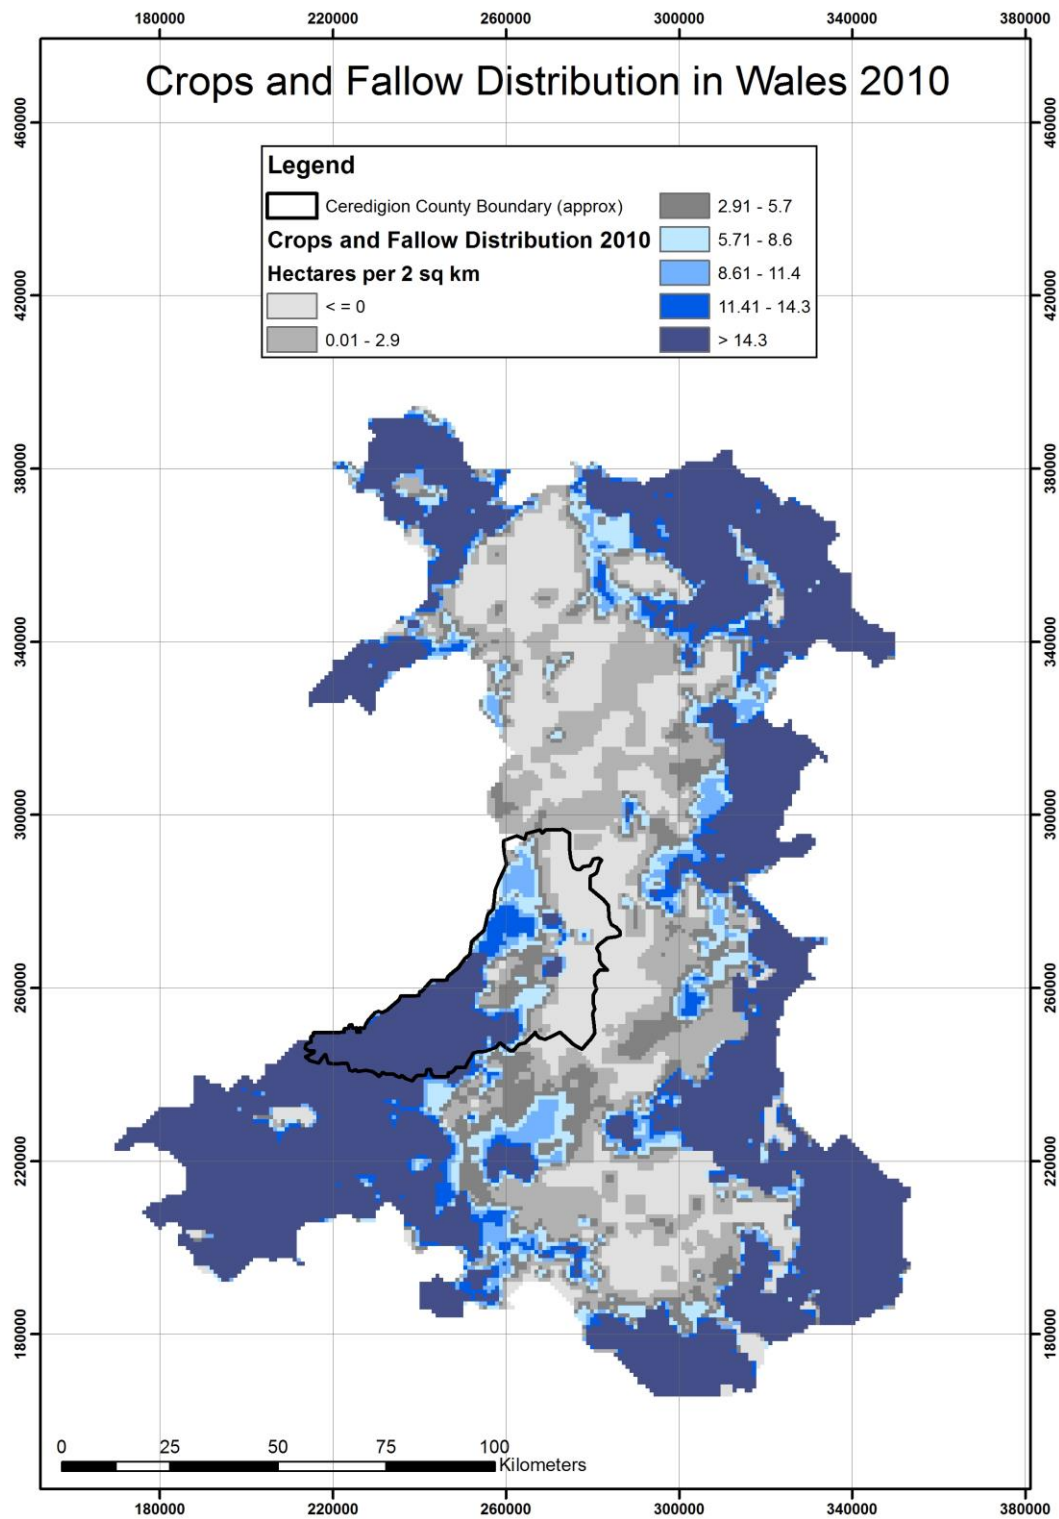 180000 220000 260000 300000 340000 380000
Crops and Fallow Distribution in Wales 2010
460000 460000
Legend
Ceredigion County Boundary (approx)
Crops and Fallow Distribution 2010
Hectares per 2 sq km
< = 0
0.01 - 2.9
2.91 - 5.7
5.71 - 8.6
8.61 - 11.4
11.41 - 14.3
> 14.3
420000 420000
380000 380000
340000 340000
300000 300000
260000 260000
220000 220000
180000 180000
0 25 50 75 100
Kilometers
180000 220000 260000 300000 340000 380000